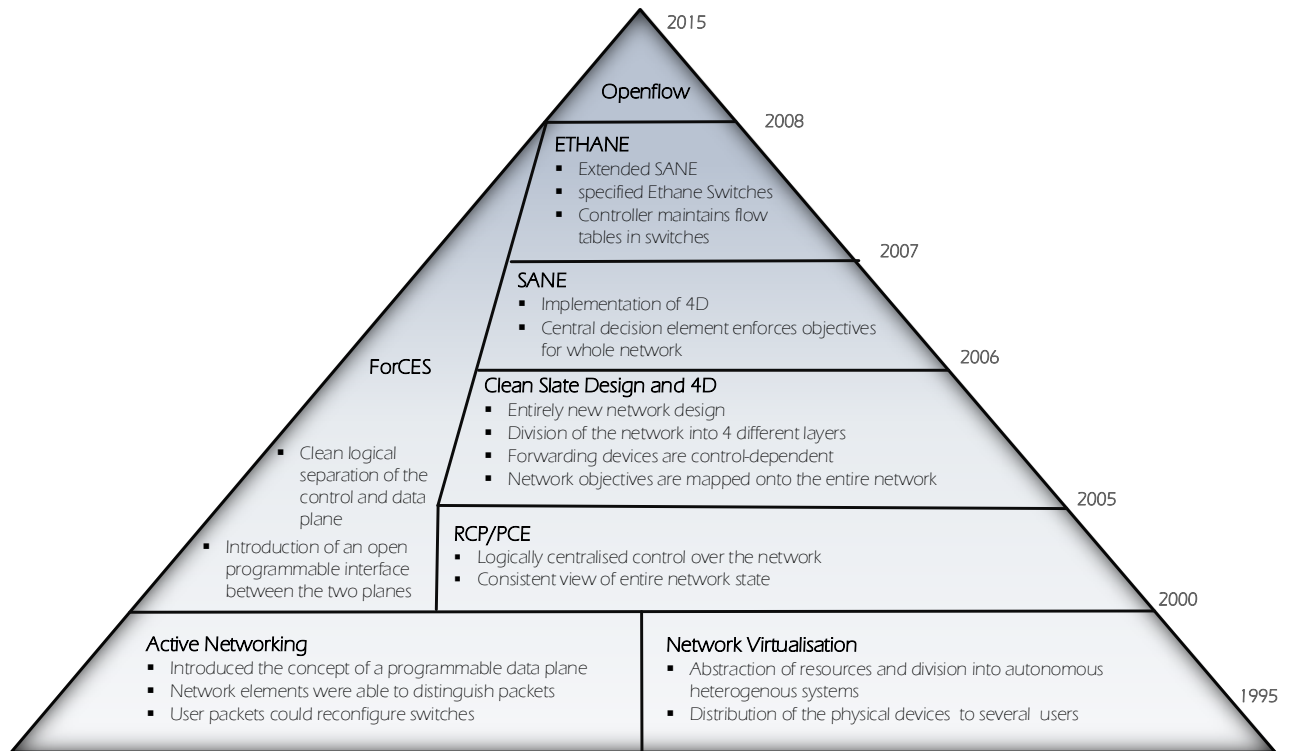 2015
Openflow
2008
ETHANE
▪ Extended SANE
▪ specified Ethane Switches
▪ Controller maintains flow
tables in switches
2007
SANE
▪ Implementation of 4D
▪ Central decision element enforces objectives
for whole network
2006
ForCES
▪ Clean logical
separation of the
control and data
plane
▪ Introduction of an open
programmable interface
between the two planes
Clean Slate Design and 4D
▪ Entirely new network design
▪ Division of the network into 4 different layers
▪ Forwarding devices are control-dependent
▪ Network objectives are mapped onto the entire network
2005
RCP/PCE
▪ Logically centralised control over the network
▪ Consistent view of entire network state
2000
Active Networking
▪ Introduced the concept of a programmable data plane
▪ Network elements were able to distinguish packets
▪ User packets could reconfigure switches
Network Virtualisation
▪ Abstraction of resources and division into autonomous
heterogenous systems
▪ Distribution of the physical devices to several users
1995